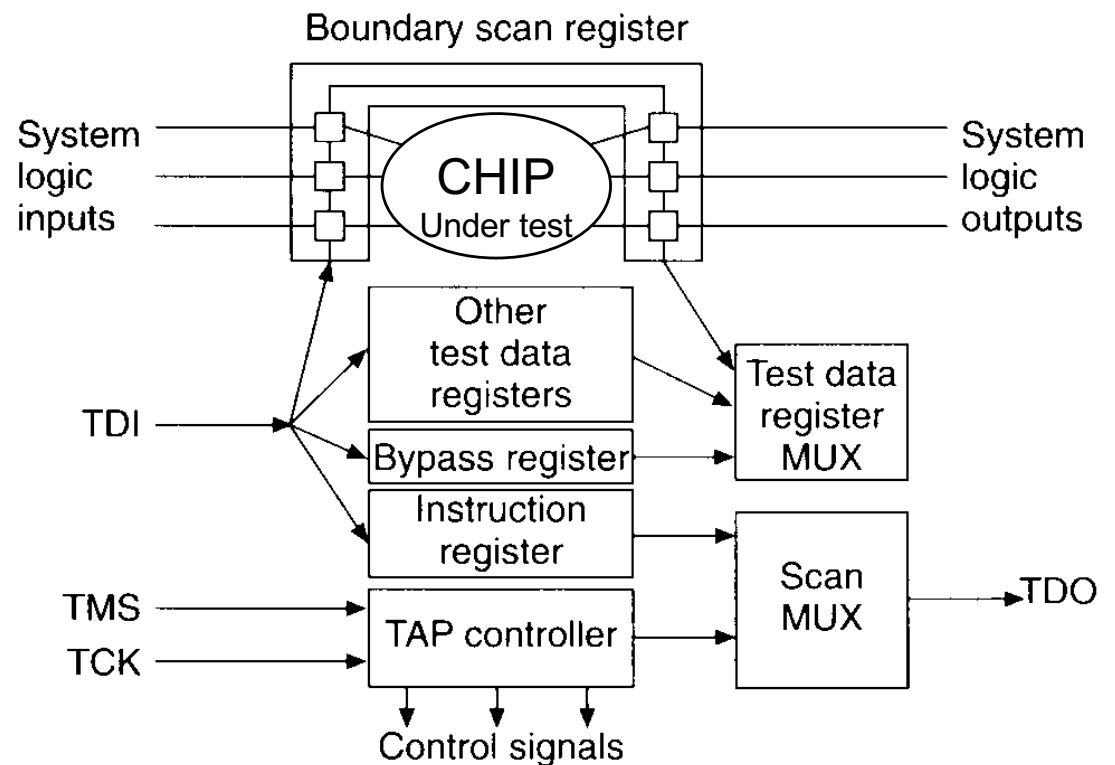 Boundary scan register
System
logic
inputs
CHIP
Under test
System
logic
outputs
Other
test data
registers
Test data
register
MUX
TDI
Bypass register
Instruction
register
Scan
MUX
TDO
TMS
TCK
TAP controller
Control signals